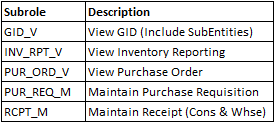 Subrole Description
GID_V View GID (Include SubEntities)
INV_RPT_V View Inventory Reporting
PUR_ORD_V View Purchase Order
PUR_REQ_M Maintain Purchase Requisition
RCPT_M Maintain Receipt (Cons & Whse)